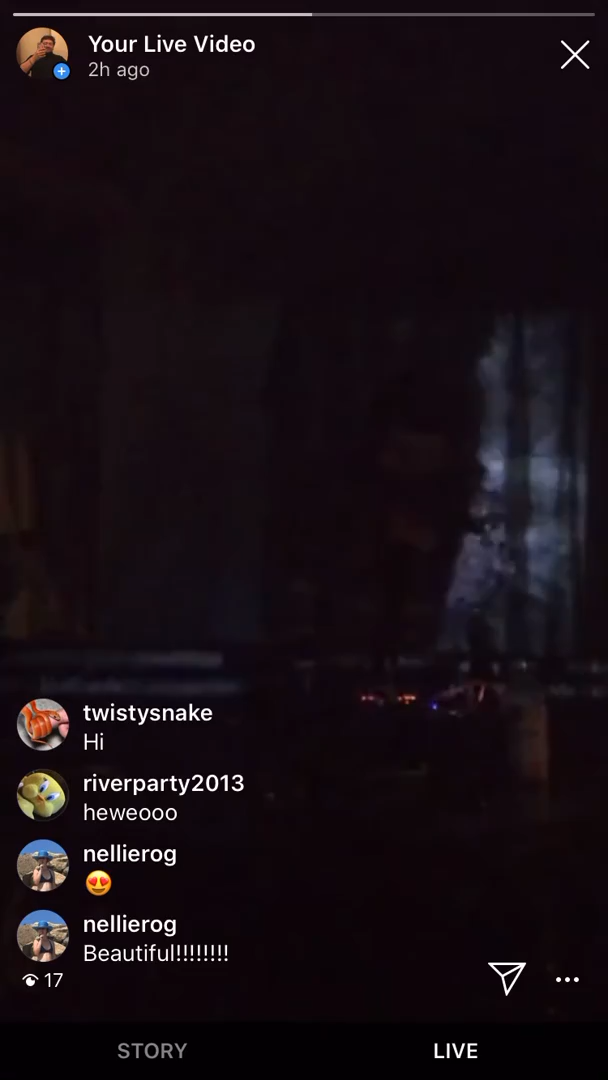 Your Live Video
2h ago
twistysnake
Hi
riverparty2013
heweooo
nellierog
😍
nellierog
Beautiful!!!!!!!!
17
STORY
LIVE